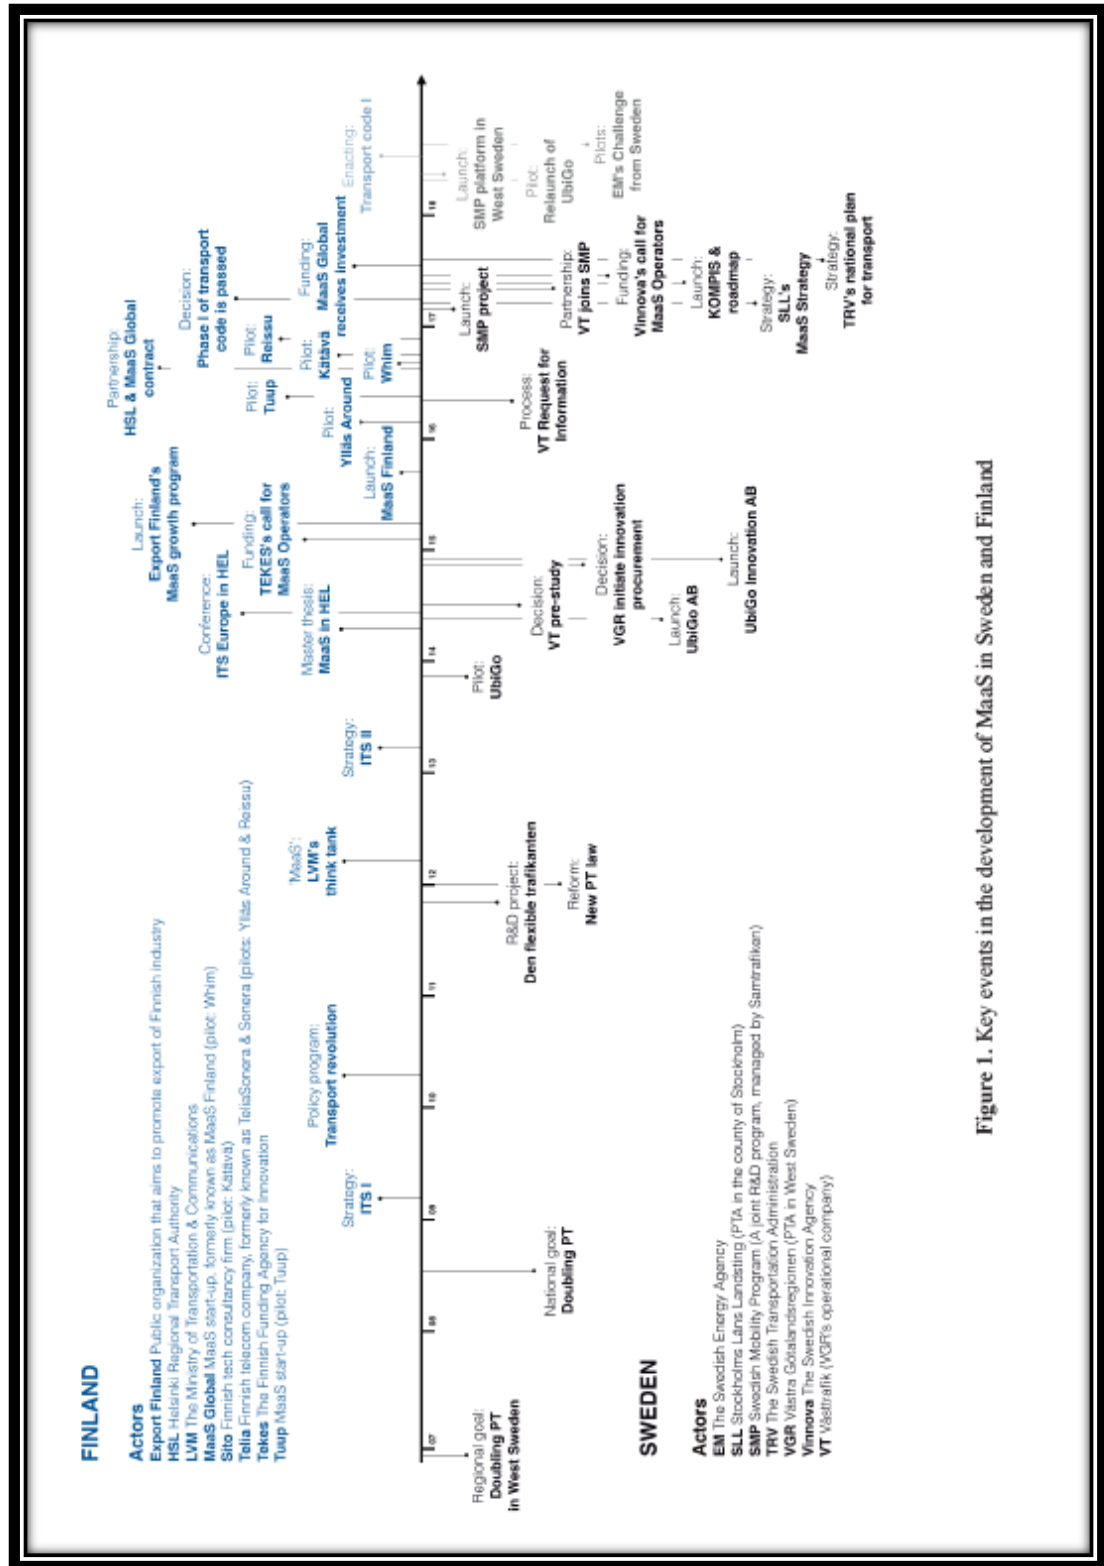 FINLAND
Actors
Export Finland Public organization that aims to promote export of Finnish industry
HSL Helsinki Regional Transport Authority
LVM The Ministry of Transportation & Communications
MaaS Global MaaS start-up, formerly known as MaaS Finland (pilot: Whim)
Sito Finnish tech consultancy firm (pilot: Kätävä)
Telia Finnish telecom company, formerly known as TeliaSonera & Sonera (pilots: Ylläs Around & Reissu)
Tekes The Finnish Funding Agency for Innovation
Tuup MaaS start-up (pilot: Tuup)
Strategy:
ITS I
Policy program:
Transport revolution
'MaaS':
LVM's
think tank
Strategy:
ITS II
Master thesis:
MaaS in HEL
Conference:
ITS Europe in HEL
Funding:
TEKES's call for
MaaS Operators
Launch:
Export Finland's
MaaS growth program
Launch:
MaaS Finland
Pilot:
Ylläs Around
Pilot:
Tuup
Partnership:
HSL & MaaS Global
contract
Pilot:
Whim
Pilot:
Kätävä
Pilot:
Reissu
Decision:
Phase I of transport
code is passed
Funding:
MaaS Global
receives investment
Enacting:
Transport code I
07
08
09
10
11
12
13
14
15
16
17
18
Regional goal:
Doubling PT
in West Sweden
National goal:
Doubling PT
R&D project:
Den flexible trafikanten
Reform:
New PT law
Pilot:
UbiGo
Decision:
VT pre-study
Decision:
VGR initiate innovation
procurement
Launch:
UbiGo AB
Launch:
UbiGo Innovation AB
Process:
VT Request for
Information
Launch:
SMP project
Partnership:
VT joins SMP
Funding:
Vinnova's call for
MaaS Operators
Launch:
KOMPIS &
roadmap
Strategy:
SLL's
MaaS Strategy
Strategy:
TRV's national plan
for transport
Launch:
SMP platform in
West Sweden
Pilot:
Relaunch of
UbiGo
Pilots:
EM's Challenge
from Sweden
SWEDEN
Actors
EM The Swedish Energy Agency
SLL Stockholms Läns Landsting (PTA in the county of Stockholm)
SMP Swedish Mobility Program (A joint R&D program, managed by Samtrafiken)
TRV The Swedish Transportation Administration
VGR Västra Götalandsregionen (PTA in West Sweden)
Vinnova The Swedish Innovation Agency
VT Västtrafik (VGR's operational company)
Figure 1. Key events in the development of MaaS in Sweden and Finland